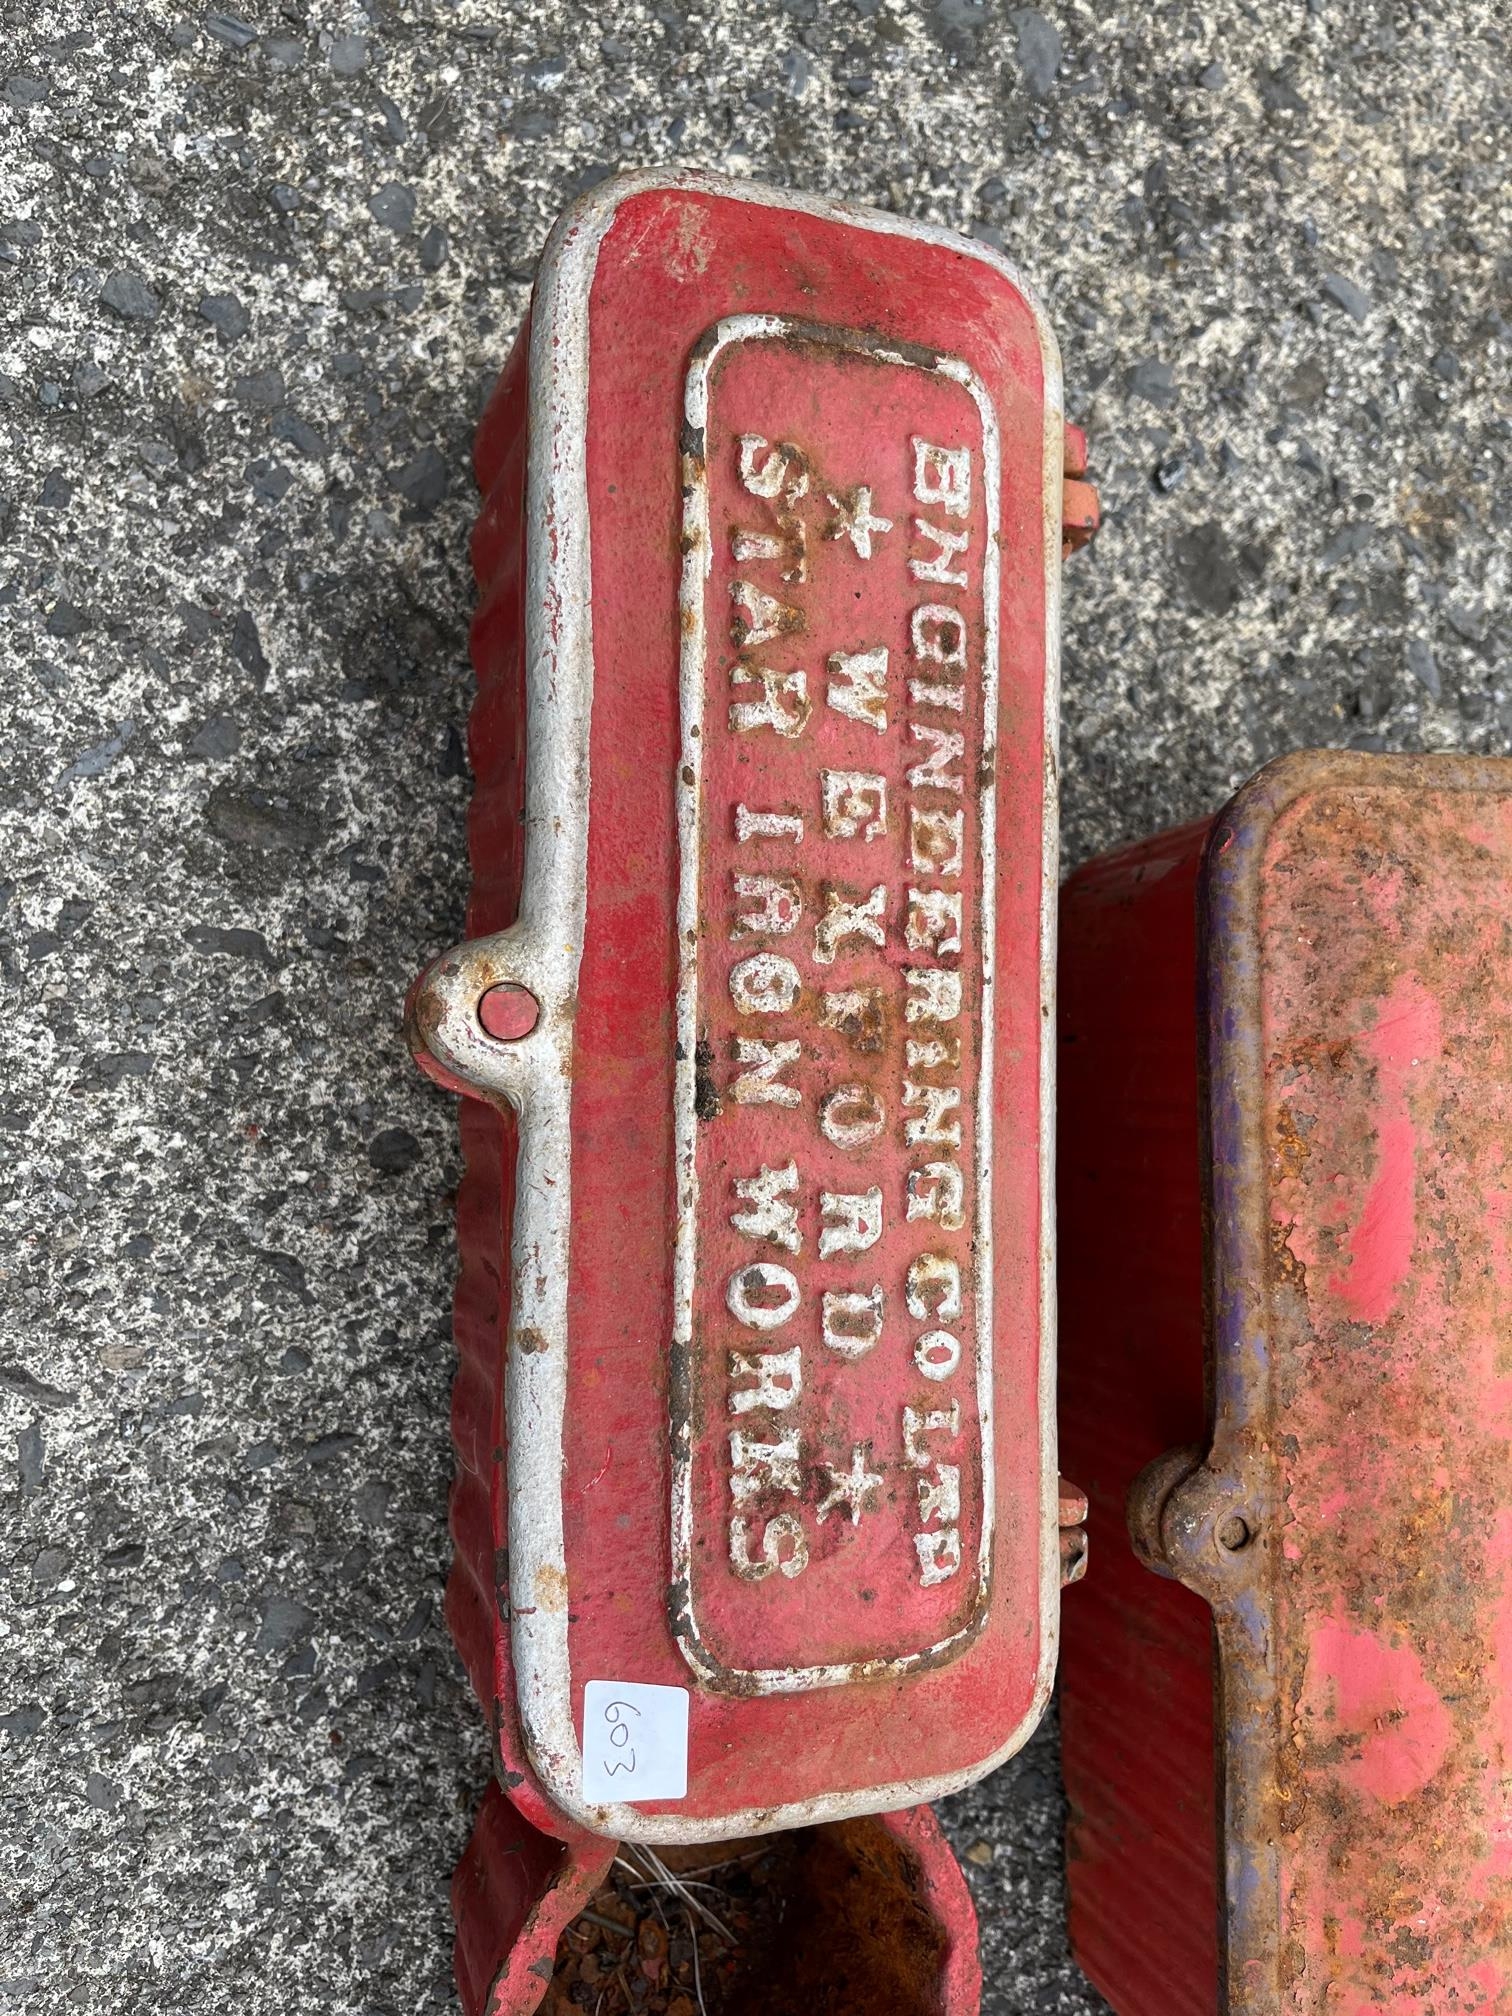 ENGINEERING CO LTD
★ WEXFORD ★
STAR IRON WORKS
603